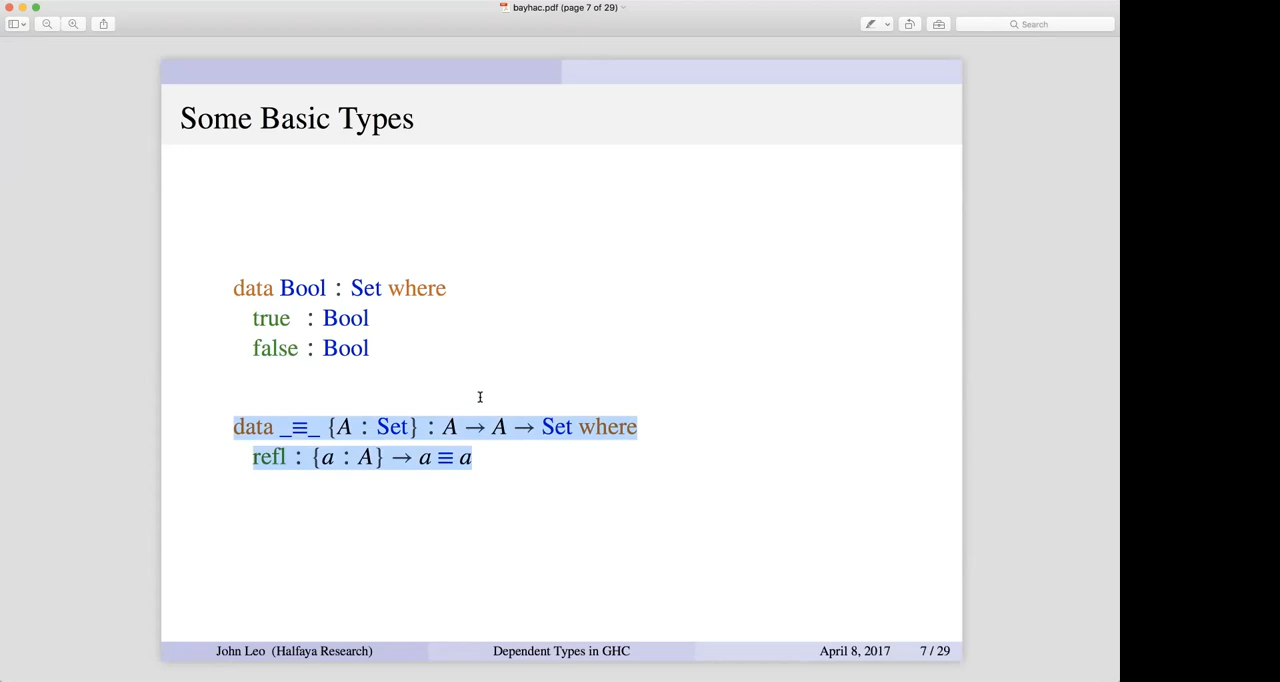 bayhac.pdf (page 7 of 29)
Search
Some Basic Types
data Bool : Set where
true : Bool
false : Bool
data _≡_ {A : Set} : A → A → Set where
refl : {a : A} → a ≡ a
John Leo (Halfaya Research) Dependent Types in GHC April 8, 2017 7 / 29